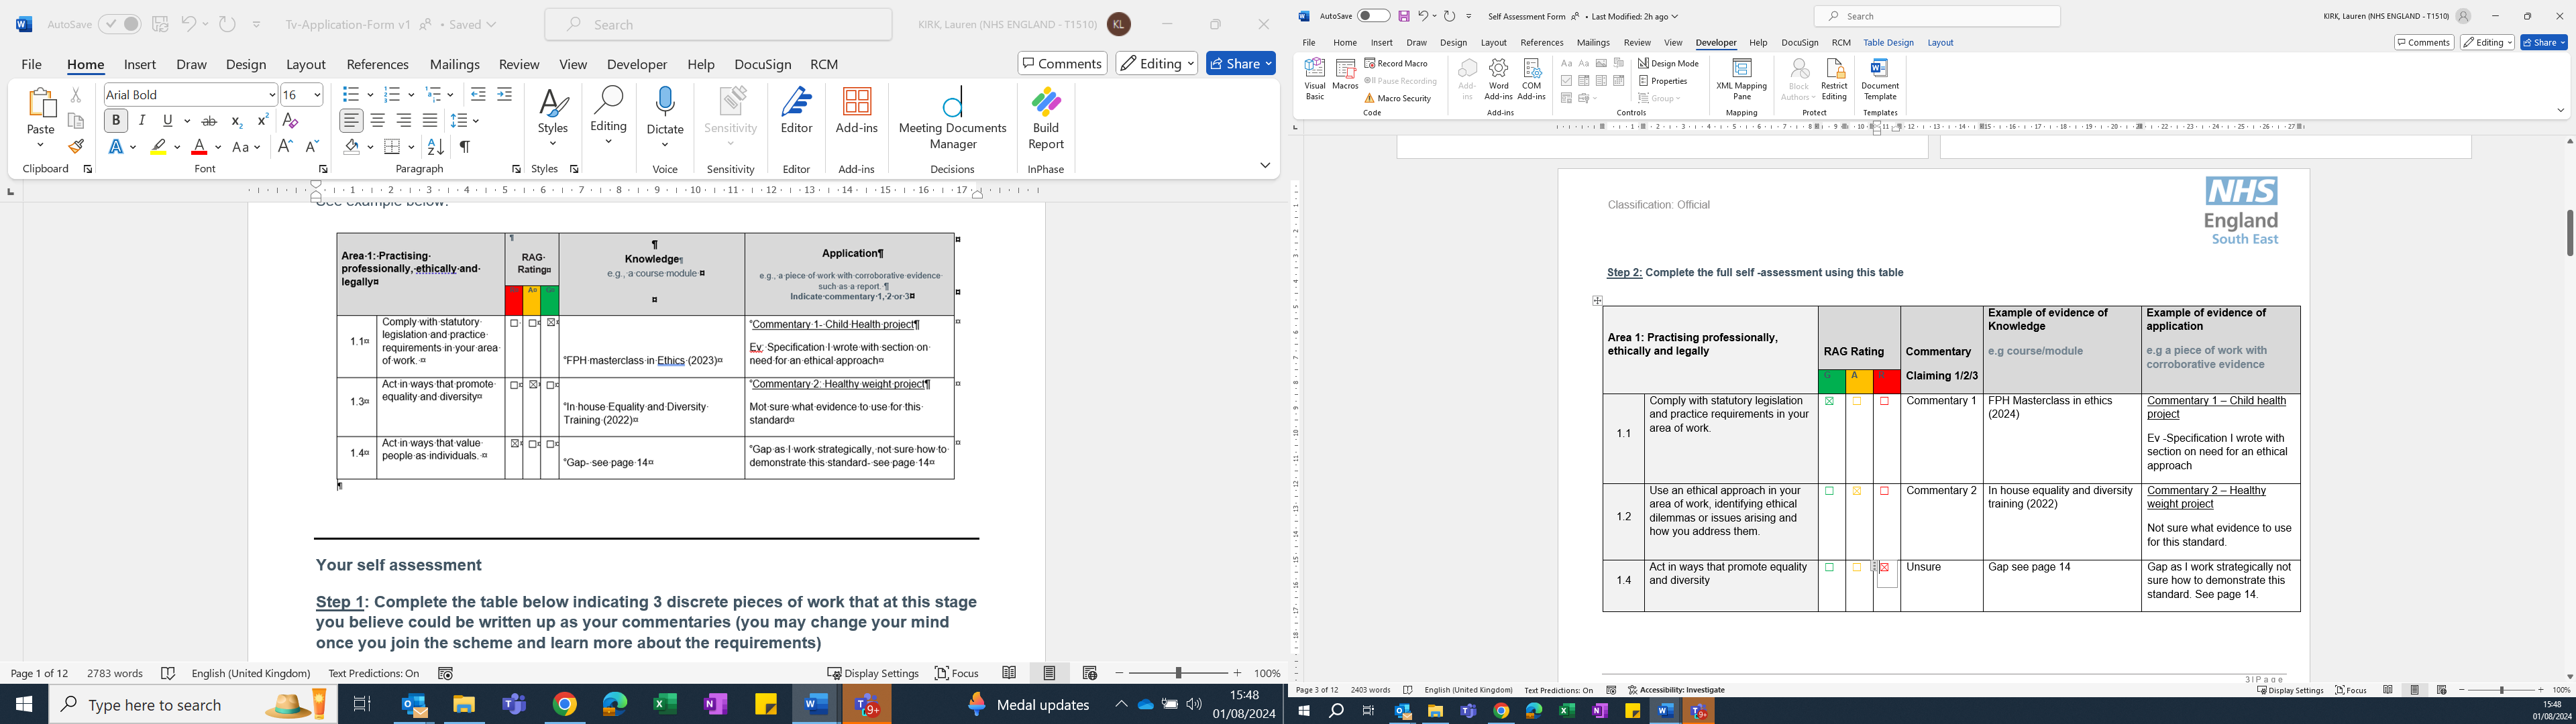 AutoSave
Tv-Application-Form v1 • Saved
Search
KIRK, Lauren (NHS ENGLAND - T1510)
KL
File Home Insert Draw Design Layout References Mailings Review View Developer Help DocuSign RCM
Comments Editing Share
Arial Bold 16
Paste Styles Editing Dictate Sensitivity Editor Add-ins Meeting Documents Manager Build Report
Clipboard Font Paragraph Styles Voice Sensitivity Editor Add-ins Decisions InPhase
See example below:
Area 1: Practising professionally, ethically and legally
RAG Rating
Knowledge
e.g., a course module
Application
e.g., a piece of work with corroborative evidence such as a report.
Indicate commentary 1, 2 or 3
1.1
Comply with statutory legislation and practice requirements in your area of work.
FPH masterclass in Ethics (2023)
Commentary 1- Child Health project
Ev: Specification I wrote with section on need for an ethical approach
1.3
Act in ways that promote equality and diversity
In house Equality and Diversity Training (2022)
Commentary 2: Healthy weight project
Mot sure what evidence to use for this standard
1.4
Act in ways that value people as individuals.
Gap- see page 14
Gap as I work strategically, not sure how to demonstrate this standard- see page 14
Your self assessment
Step 1: Complete the table below indicating 3 discrete pieces of work that at this stage
you believe could be written up as your commentaries (you may change your mind
once you join the scheme and learn more about the requirements)
Page 1 of 12 2783 words English (United Kingdom) Text Predictions: On
Display Settings Focus 100%
Type here to search
Medal updates
15:48
01/08/2024
AutoSave
Self Assessment Form • Last Modified: 2h ago
Search
KIRK, Lauren (NHS ENGLAND - T1510)
File Home Insert Draw Design Layout References Mailings Review View Developer Help DocuSign RCM Table Design Layout
Comments Editing Share
Visual Basic Macros Record Macro Pause Recording Macro Security
Add-ins Word Add-ins COM Add-ins
Design Mode Properties Group
XML Mapping Pane
Block Authors Restrict Editing
Document Template
Code Add-ins Controls Mapping Protect Templates
Classification: Official
NHS
England
South East
Step 2: Complete the full self -assessment using this table
Area 1: Practising professionally, ethically and legally
RAG Rating
Commentary
Claiming 1/2/3
Example of evidence of Knowledge
e.g course/module
Example of evidence of application
e.g a piece of work with corroborative evidence
A
1.1
Comply with statutory legislation and practice requirements in your area of work.
Commentary 1
FPH Masterclass in ethics (2024)
Commentary 1 – Child health project
Ev -Specification I wrote with section on need for an ethical approach
1.2
Use an ethical approach in your area of work, identifying ethical dilemmas or issues arising and how you address them.
Commentary 2
In house equality and diversity training (2022)
Commentary 2 – Healthy weight project
Not sure what evidence to use for this standard.
1.4
Act in ways that promote equality and diversity
Unsure
Gap see page 14
Gap as I work strategically not sure how to demonstrate this standard. See page 14.
3 | Page
Page 3 of 12 2403 words English (United Kingdom) Text Predictions: On Accessibility: Investigate
Display Settings Focus 100%
15:48
01/08/2024